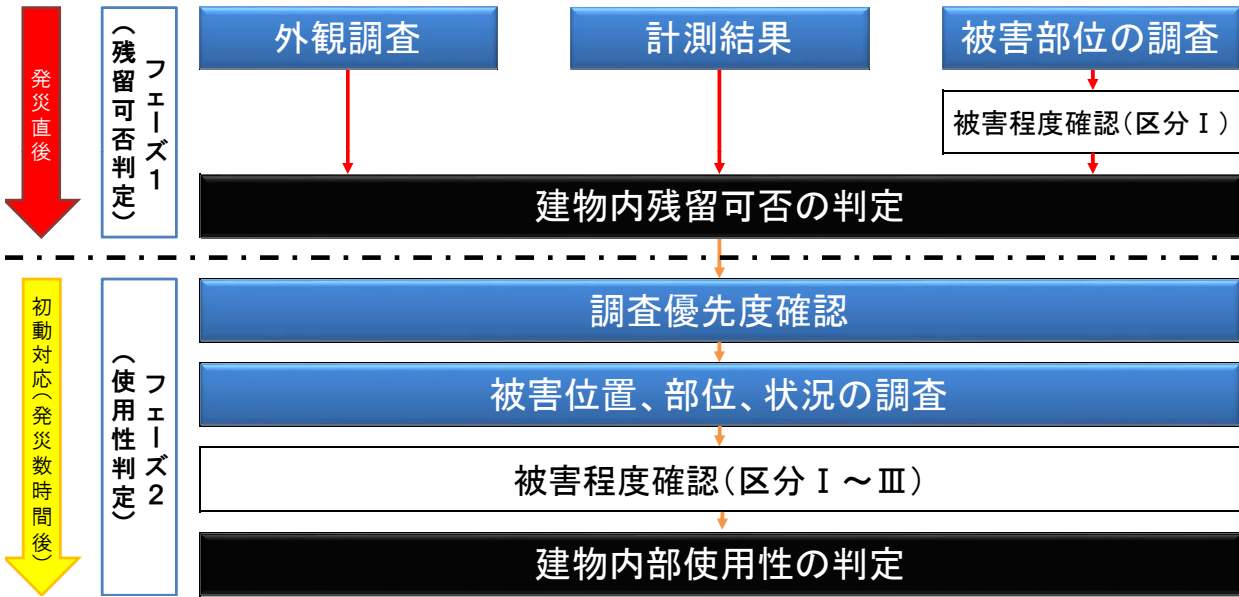 発災直後
フェーズ1
(残留可否判定)
外観調査
計測結果
被害部位の調査
被害程度確認(区分Ⅰ)
建物内残留可否の判定
初動対応(発災数時間後)
フェーズ2
(使用性判定)
調査優先度確認
被害位置、部位、状況の調査
被害程度確認(区分Ⅰ～Ⅲ)
建物内部使用性の判定